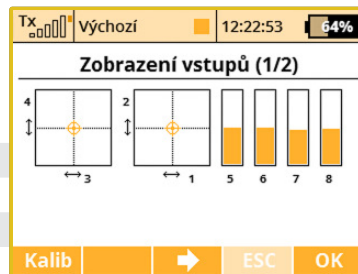 Tx Výchozí 12:22:53 64%
Zobrazení vstupů (1/2)
4 2
3 1 5 6 7 8
Kalib ESC OK